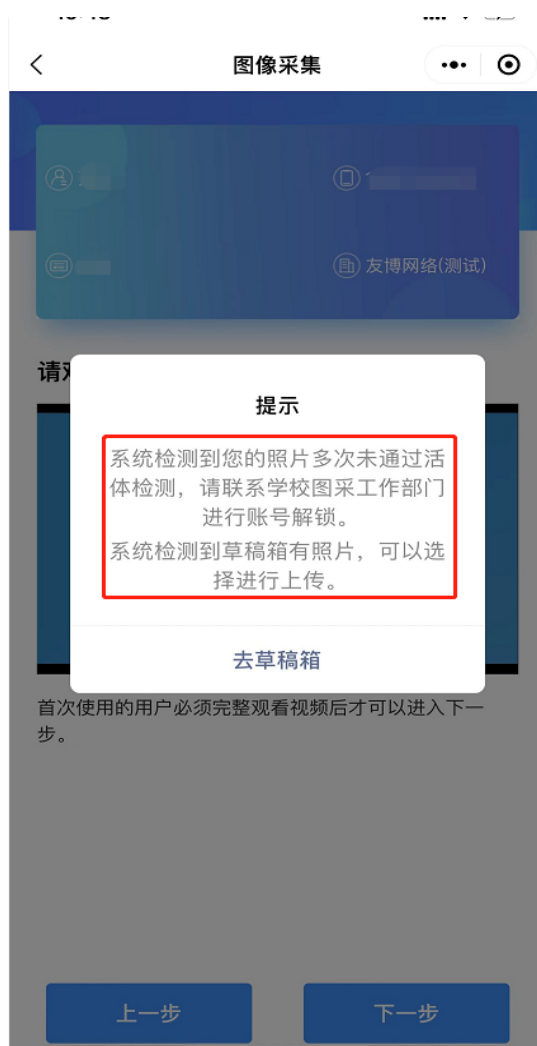 图像采集
友博网络(测试)
请
提示
系统检测到您的照片多次未通过活
体检测，请联系学校图采工作部门
进行账号解锁。
系统检测到草稿箱有照片，可以选
择进行上传。
去草稿箱
首次使用的用户必须完整观看视频后才可以进入下一
步。
上一步
下一步